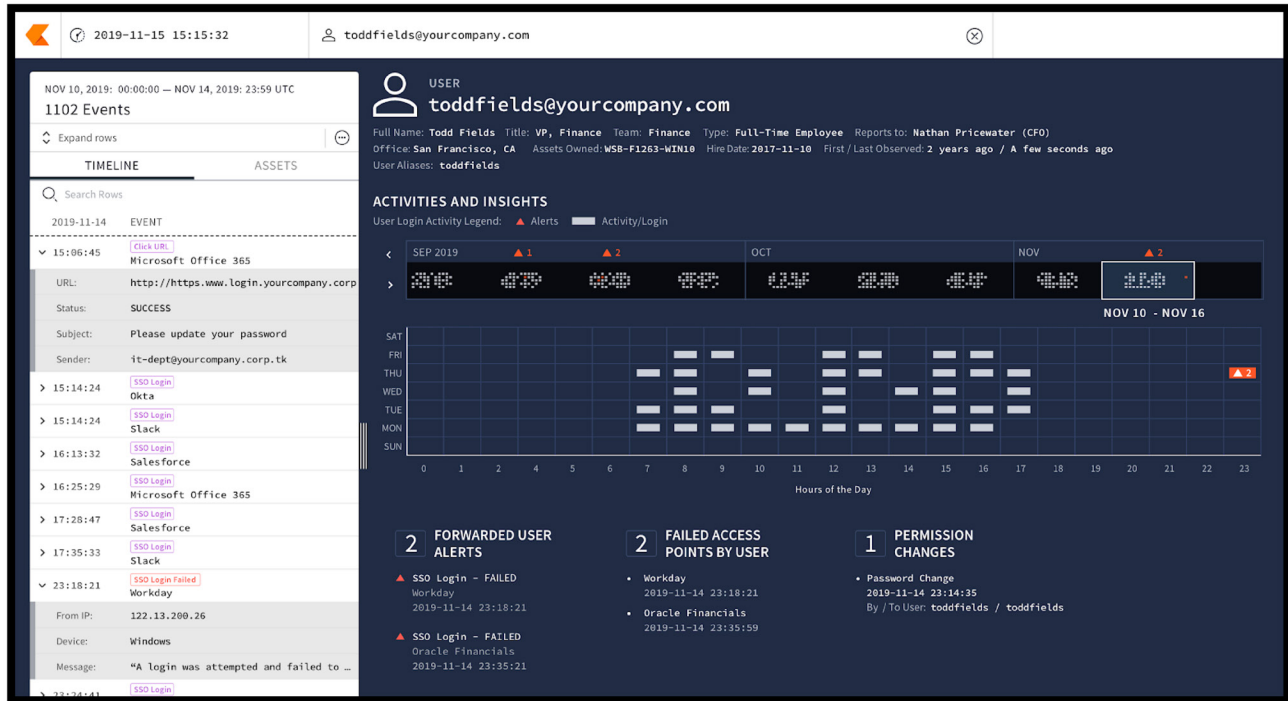 2019-11-15 15:15:32
toddfields@yourcompany.com
NOV 10, 2019: 00:00:00 — NOV 14, 2019: 23:59 UTC
1102 Events
Expand rows
TIMELINE ASSETS
Search Rows
2019-11-14 EVENT
15:06:45 Click URL
Microsoft Office 365
URL: http://https.www.login.yourcompany.corp
Status: SUCCESS
Subject: Please update your password
Sender: it-dept@yourcompany.corp.tk
15:14:24 SSO Login
Okta
15:14:24 SSO Login
Slack
16:13:32 SSO Login
Salesforce
16:25:29 SSO Login
Microsoft Office 365
17:28:47 SSO Login
Salesforce
17:35:33 SSO Login
Slack
23:18:21 SSO Login Failed
Workday
From IP: 122.13.200.26
Device: Windows
Message: “A login was attempted and failed to …
23:24:41 SSO Login
USER
toddfields@yourcompany.com
Full Name: Todd Fields Title: VP, Finance Team: Finance Type: Full-Time Employee Reports to: Nathan Pricewater (CFO)
Office: San Francisco, CA Assets Owned: WSB-F1263-WIN10 Hire Date: 2017-11-10 First / Last Observed: 2 years ago / A few seconds ago
User Aliases: toddfields
ACTIVITIES AND INSIGHTS
User Login Activity Legend: Alerts Activity/Login
SEP 2019 1 2 OCT NOV 2
NOV 10 - NOV 16
SAT
FRI
THU 2
WED
TUE
MON
SUN
0 1 2 4 5 6 7 8 9 10 11 12 13 14 15 16 17 18 19 20 21 22 23
Hours of the Day
2 FORWARDED USER ALERTS
SSO Login - FAILED
Workday
2019-11-14 23:18:21
SSO Login - FAILED
Oracle Financials
2019-11-14 23:35:21
2 FAILED ACCESS POINTS BY USER
Workday
2019-11-14 23:18:21
Oracle Financials
2019-11-14 23:35:59
1 PERMISSION CHANGES
Password Change
2019-11-14 23:14:35
By / To User: toddfields / toddfields